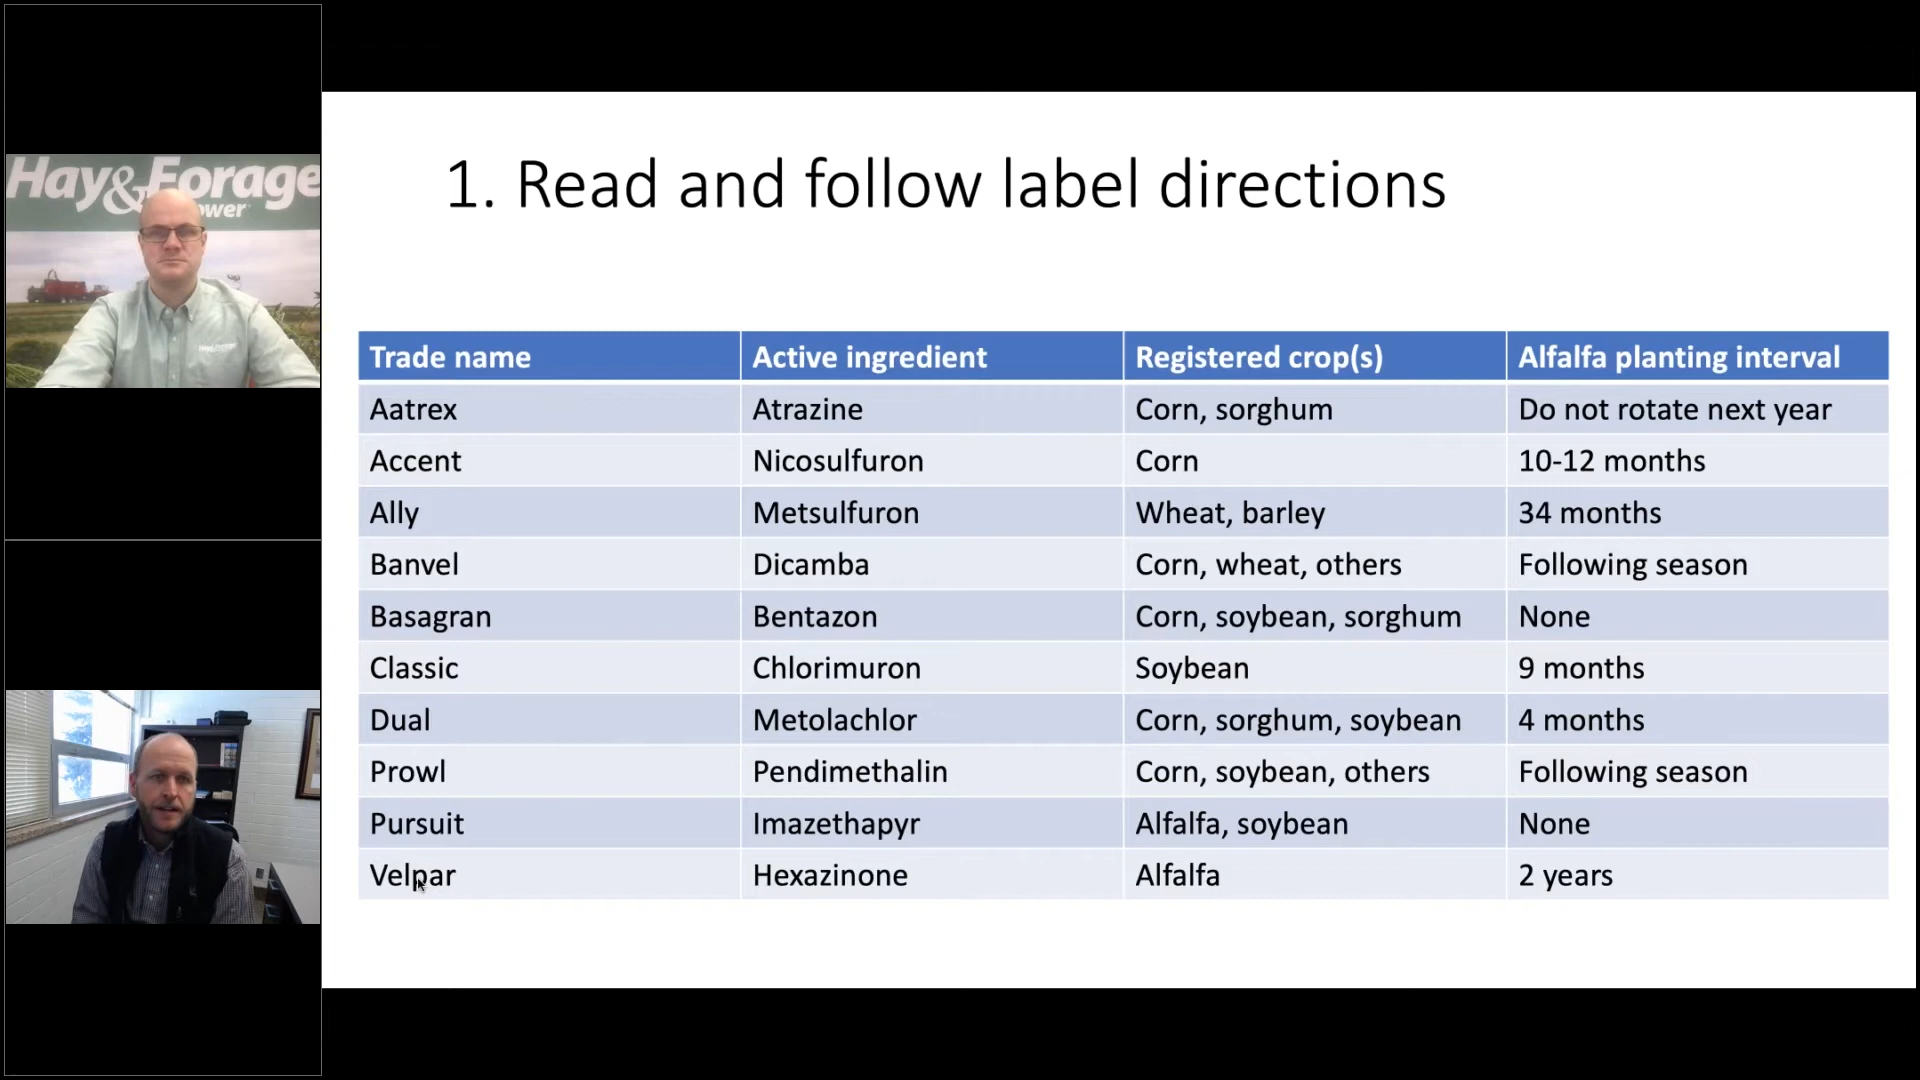 Hay&Forage
ower
1. Read and follow label directions
Trade name Active ingredient Registered crop(s) Alfalfa planting interval
Aatrex Atrazine Corn, sorghum Do not rotate next year
Accent Nicosulfuron Corn 10-12 months
Ally Metsulfuron Wheat, barley 34 months
Banvel Dicamba Corn, wheat, others Following season
Basagran Bentazon Corn, soybean, sorghum None
Classic Chlorimuron Soybean 9 months
Dual Metolachlor Corn, sorghum, soybean 4 months
Prowl Pendimethalin Corn, soybean, others Following season
Pursuit Imazethapyr Alfalfa, soybean None
Velpar Hexazinone Alfalfa 2 years